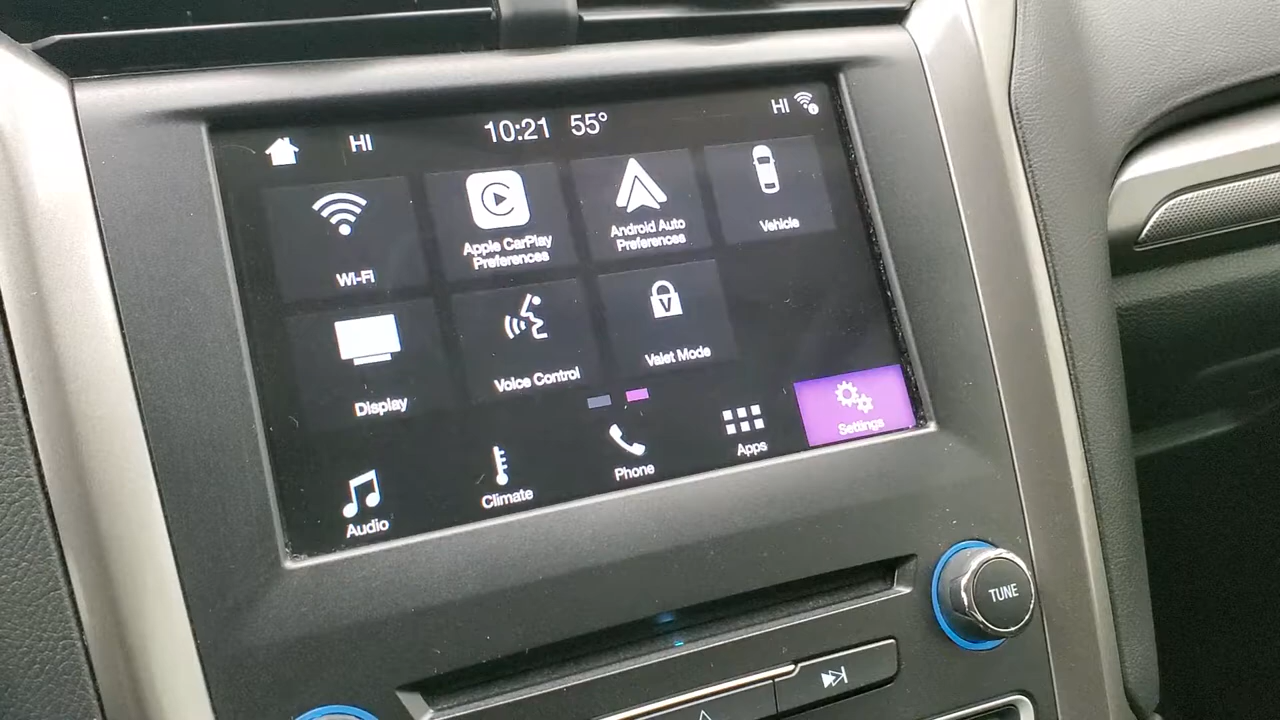 HI
10:21 55°
HI
Wi-Fi
Apple CarPlay
Preferences
Android Auto
Preferences
Vehicle
Display
Voice Control
V
Valet Mode
Audio
Climate
Phone
Apps
Settings
TUNE